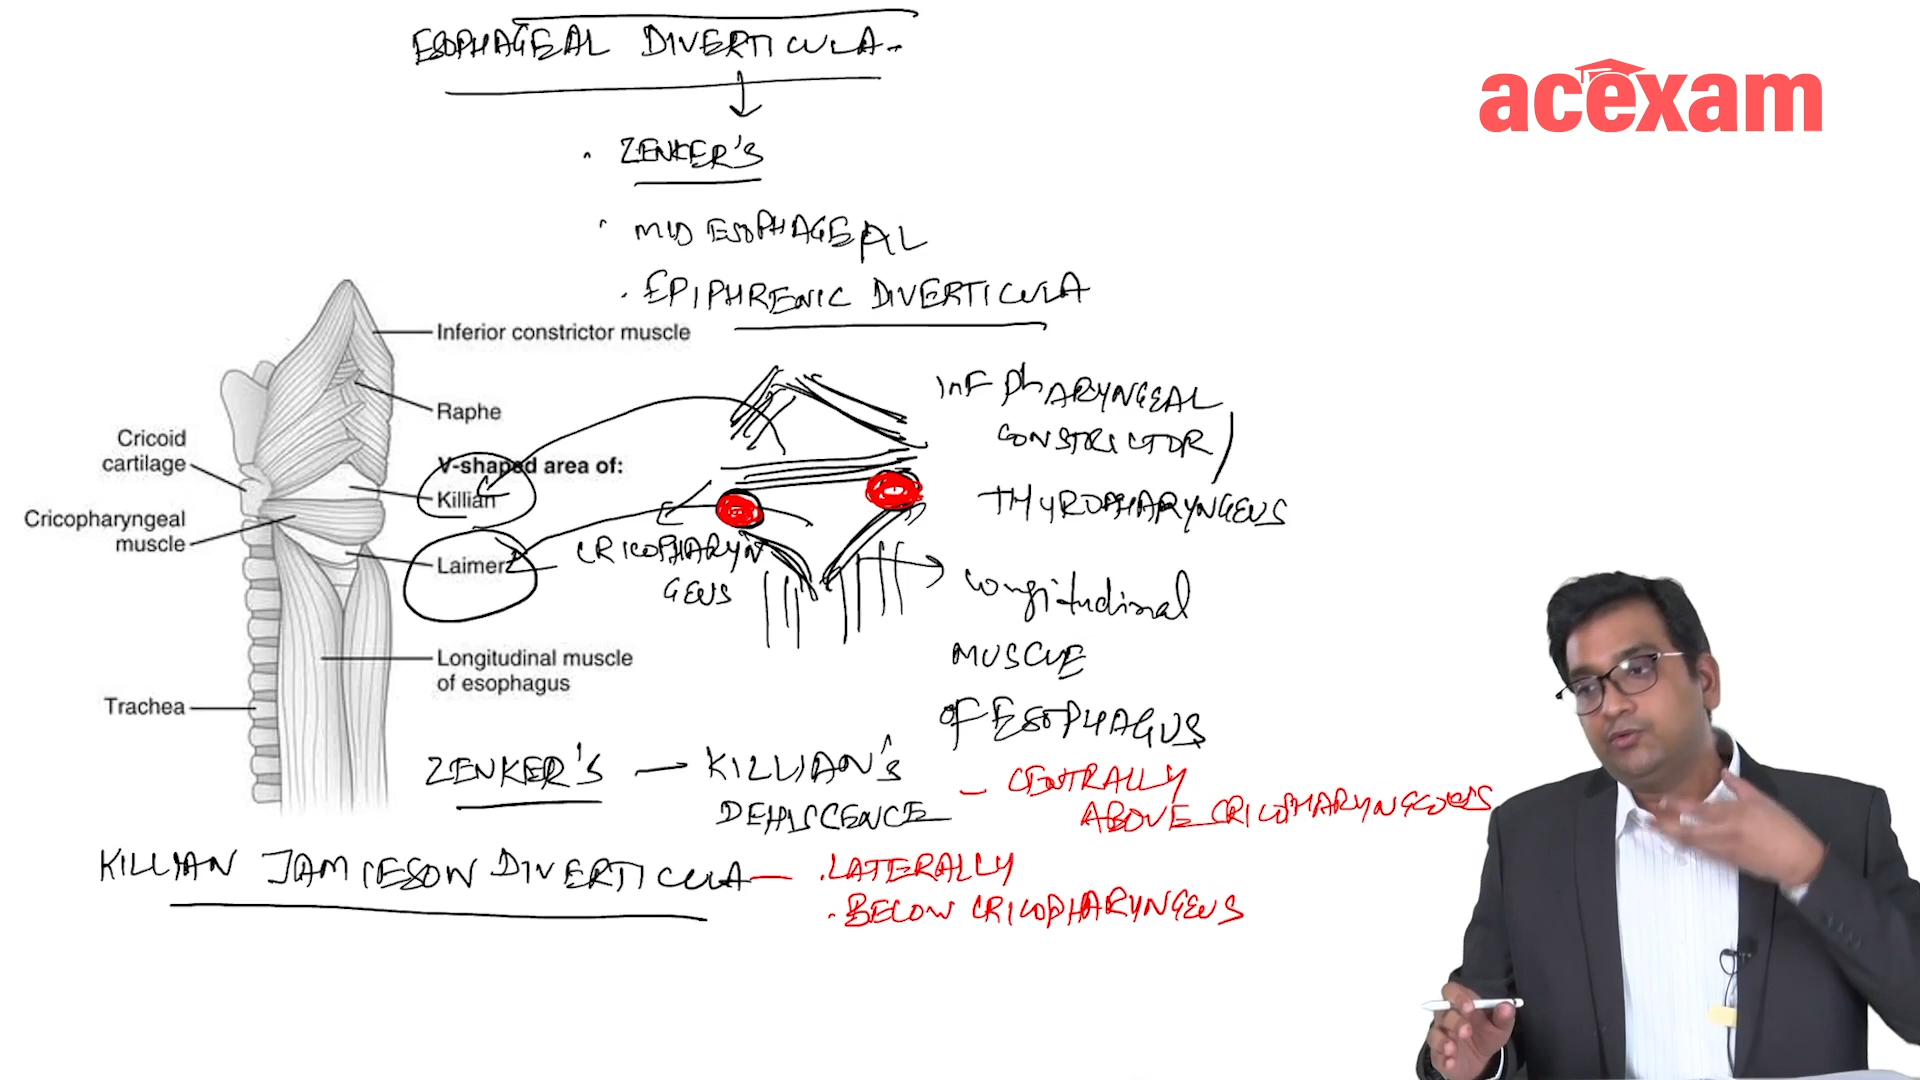 ESOPHAGEAL DIVERTICULA
acexam
ZENKER'S
MID ESOPHAGEAL
EPIPHRENIC DIVERTICULA
Inferior constrictor muscle
Raphe
Cricoid
cartilage
V-shaped area of:
Killian
Cricopharyngeal
muscle
Laimer
Longitudinal muscle
of esophagus
Trachea
INF PhARYNGEAL
CONSTRICTOR/
THYROPHARYNGEUS
CRICOPHARYN
GEUS
Longitudinal
MUSCLE
OF ESOPHAGUS
ZENKER'S — KILLIAN'S
DEHISCENCE
— CENTRALLY
ABOVE CRICOPHARYNGEUS
KILLIAN JAMIESON DIVERTICULA — . LATERALLY
. BELOW CRICOPHARYNGEUS